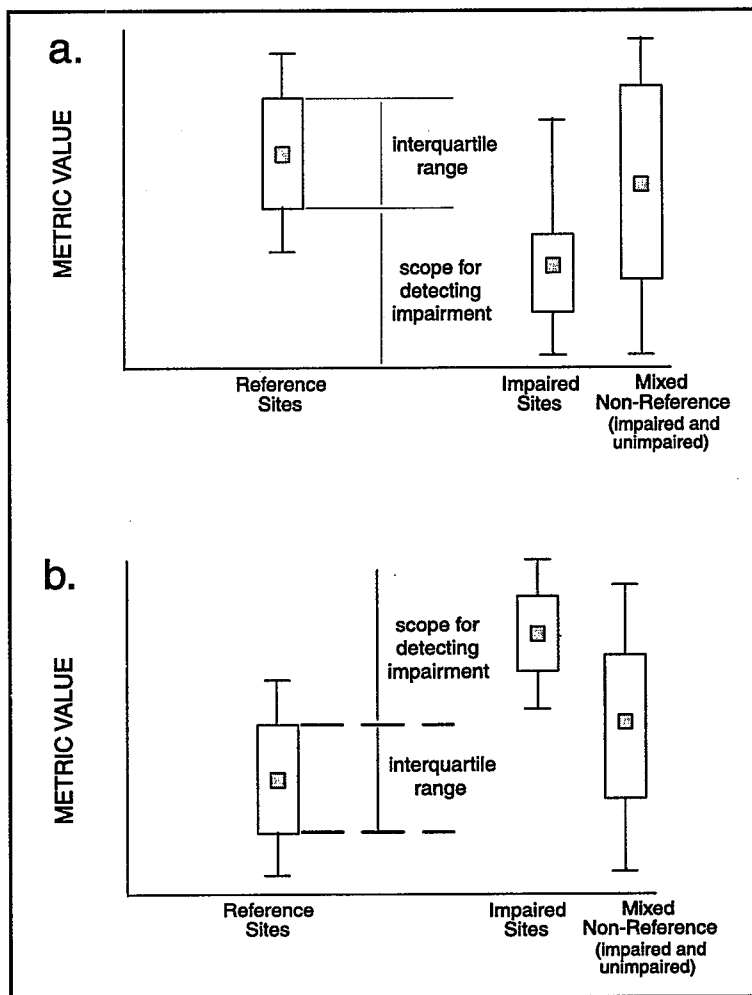 a.
METRIC VALUE
interquartile
range
scope for
detecting
impairment
Reference
Sites
Impaired
Sites
Mixed
Non-Reference
(impaired and
unimpaired)
b.
METRIC VALUE
scope for
detecting
impairment
interquartile
range
Reference
Sites
Impaired
Sites
Mixed
Non-Reference
(impaired and
unimpaired)